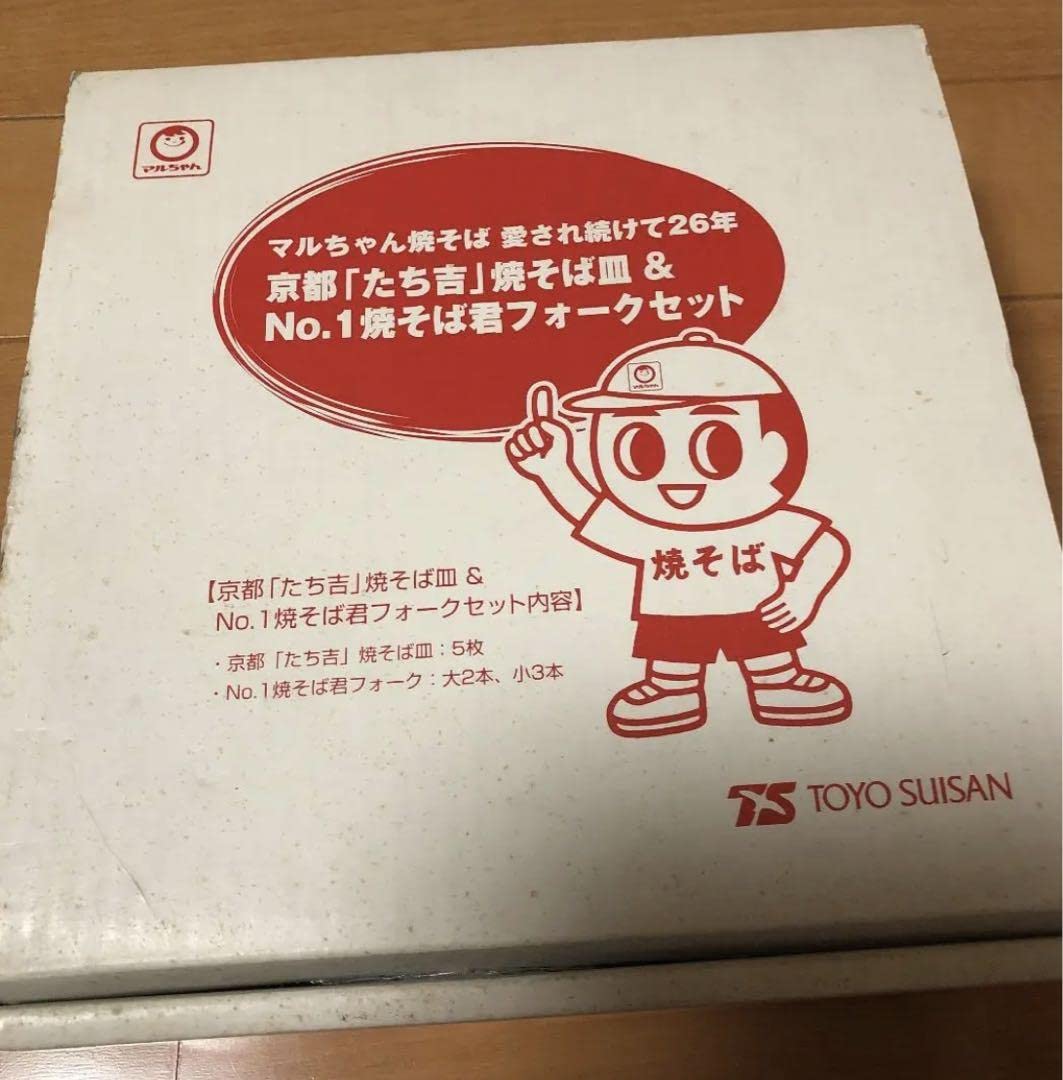 マルちゃん
マルちゃん焼そば 愛され続けて26年
京都「たち吉」焼そば皿 &
No.1焼そば君フォークセット
マルちゃん
焼そば
【京都「たち吉」焼そば皿 &
No.1焼そば君フォークセット内容】
・京都「たち吉」焼そば皿：5枚
・No.1焼そば君フォーク：大2本、小3本
TS TOYO SUISAN